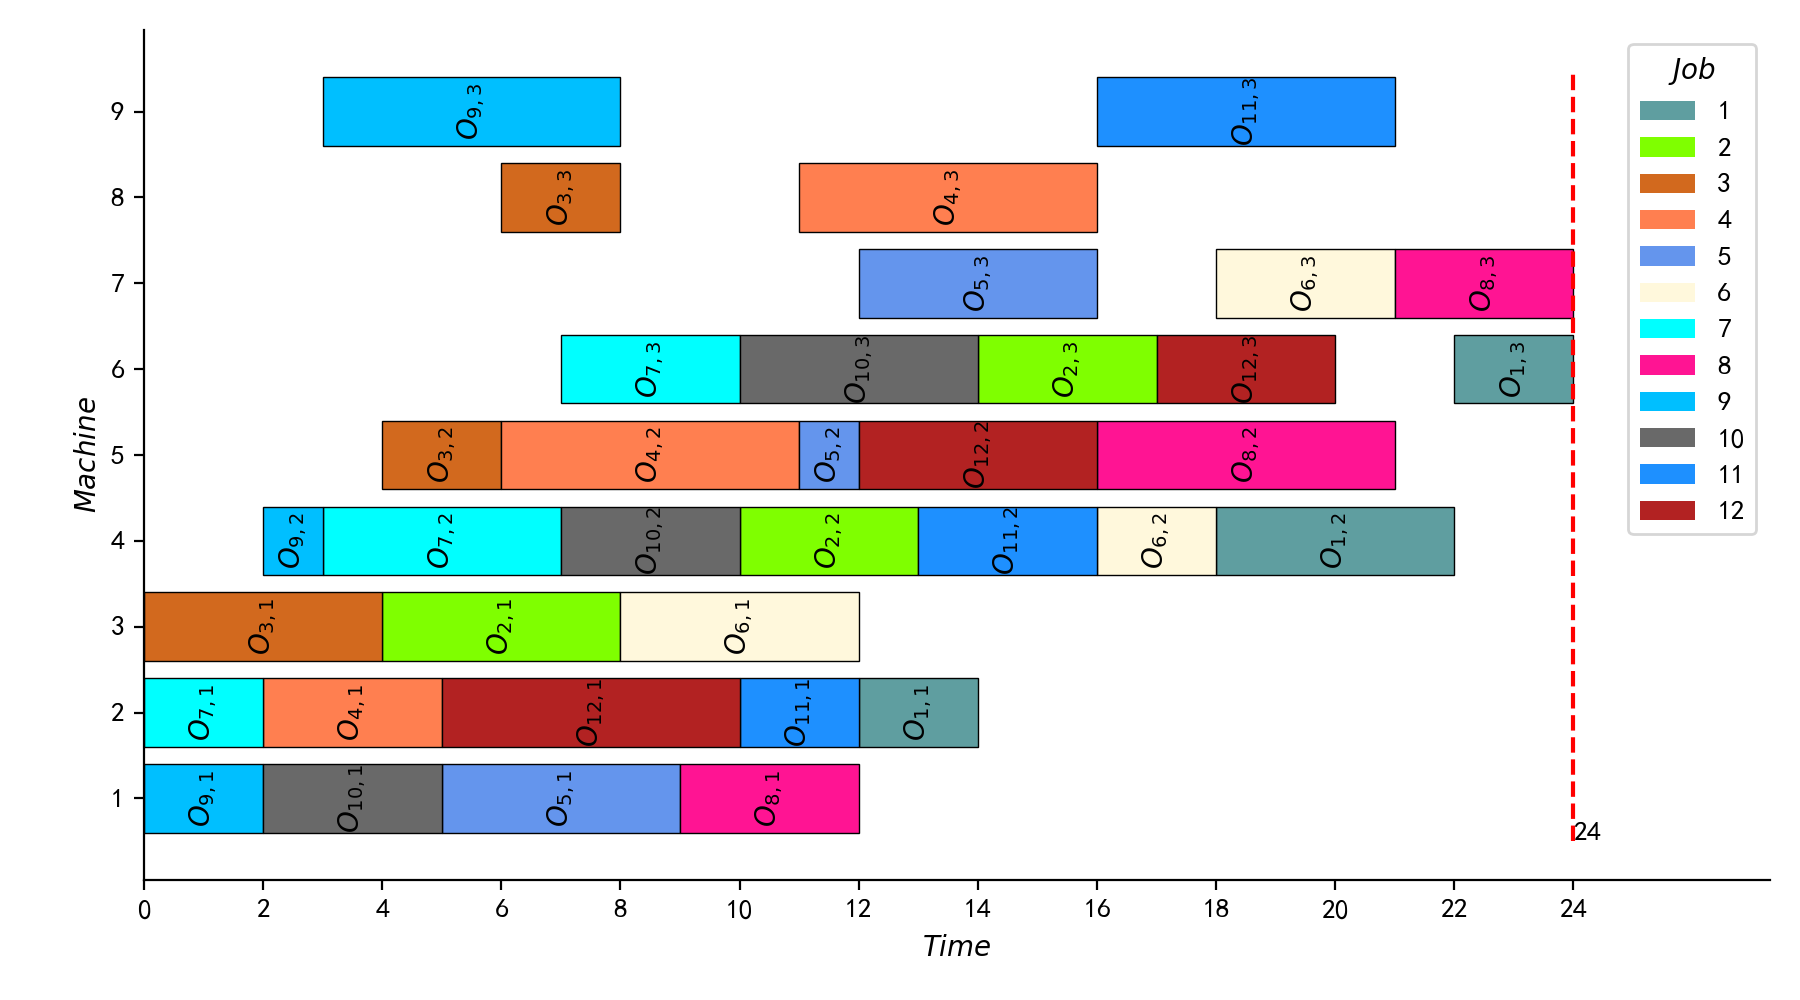 Job
1
2
3
4
5
6
7
8
9
10
11
12
Machine
9
O9,3 O11,3
8
O3,3 O4,3
7
O5,3 O6,3 O8,3
6
O7,3 O10,3 O2,3 O12,3 O1,3
5
O3,2 O4,2 O5,2 O12,2 O8,2
4
O9,2 O7,2 O10,2 O2,2 O11,2 O6,2 O1,2
3
O3,1 O2,1 O6,1
2
O7,1 O4,1 O12,1 O11,1 O1,1
1
O9,1 O10,1 O5,1 O8,1
24
0 2 4 6 8 10 12 14 16 18 20 22 24
Time